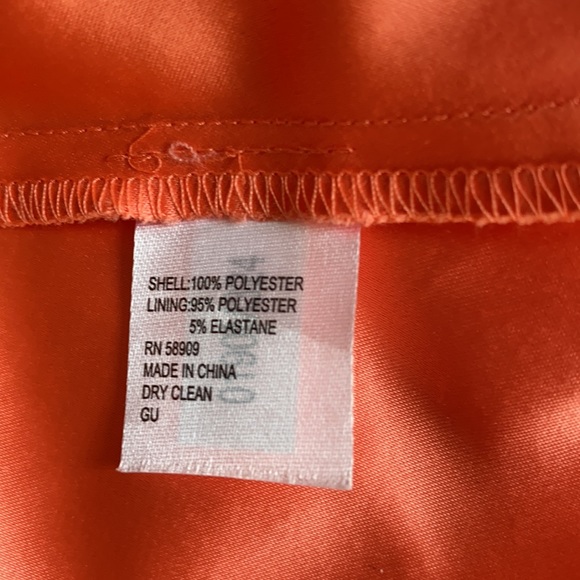 SHELL:100% POLYESTER
LINING:95% POLYESTER
5% ELASTANE
RN 58909
MADE IN CHINA
DRY CLEAN
GU